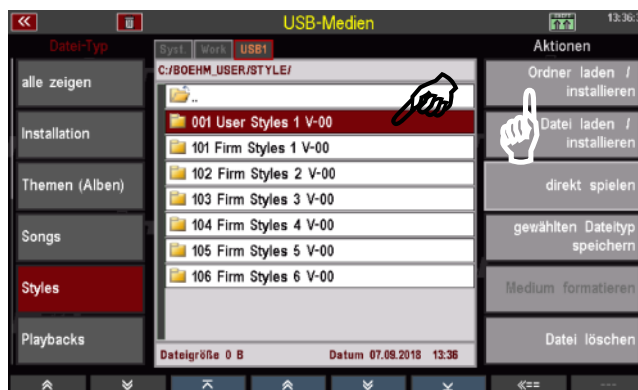 USB-Medien
13:36:
Datei-Typ
Syst. Work USB1
Aktionen
alle zeigen
Installation
Themen (Alben)
Songs
Styles
Playbacks
C:/BOEHM_USER/STYLE/
..
001 User Styles 1 V-00
101 Firm Styles 1 V-00
102 Firm Styles 2 V-00
103 Firm Styles 3 V-00
104 Firm Styles 4 V-00
105 Firm Styles 5 V-00
106 Firm Styles 6 V-00
Dateigröße 0 B Datum 07.09.2018 13:36
Ordner laden /
installieren
Datei laden /
installieren
direkt spielen
gewählten Dateityp
speichern
Medium formatieren
Datei löschen
«==
---